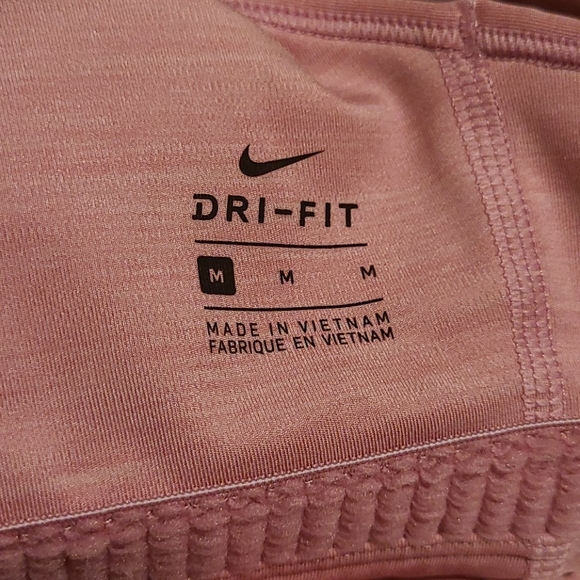 DRI-FIT
M M M
MADE IN VIETNAM
FABRIQUE EN VIETNAM